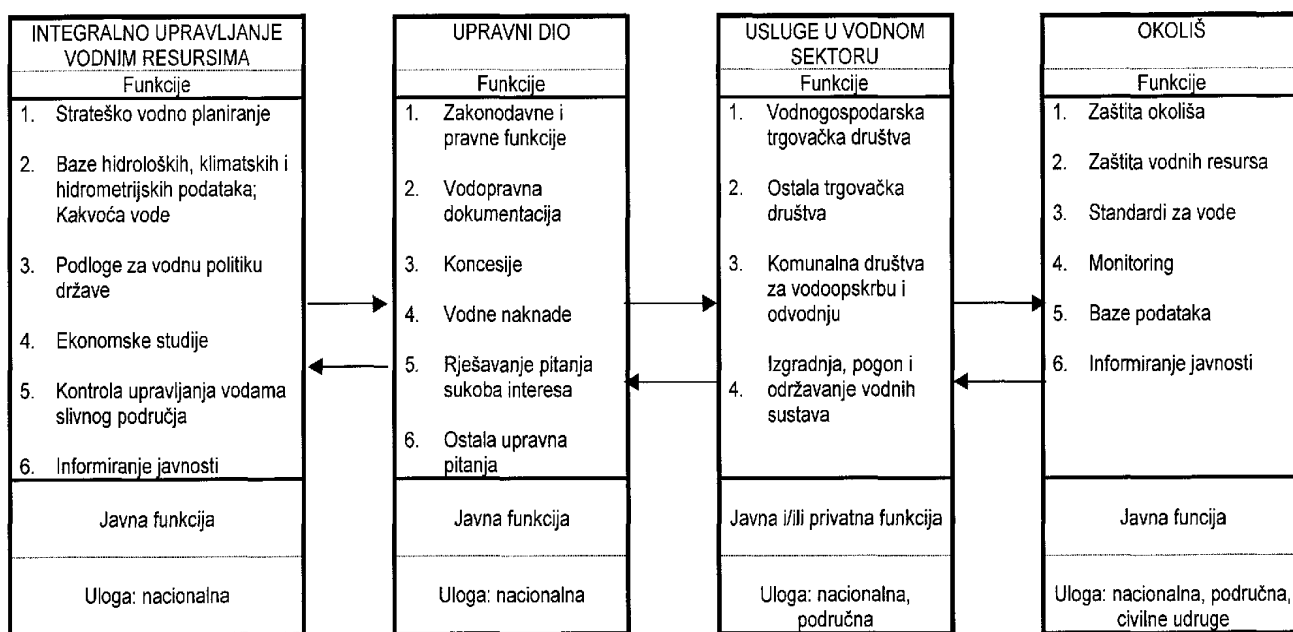 INTEGRALNO UPRAVLJANJE
VODNIM RESURSIMA
Funkcije
1. Strateško vodno planiranje
2. Baze hidroloških, klimatskih i
hidrometrijskih podataka;
Kakvoća vode
3. Podloge za vodnu politiku
države
4. Ekonomske studije
5. Kontrola upravljanja vodama
slivnog područja
6. Informiranje javnosti
Javna funkcija
Uloga: nacionalna
UPRAVNI DIO
Funkcije
1. Zakonodavne i
pravne funkcije
2. Vodopravna
dokumentacija
3. Koncesije
4. Vodne naknade
5. Rješavanje pitanja
sukoba interesa
6. Ostala upravna
pitanja
Javna funkcija
Uloga: nacionalna
USLUGE U VODNOM
SEKTORU
Funkcije
1. Vodnogospodarska
trgovačka društva
2. Ostala trgovačka
društva
3. Komunalna društva
za vodoopskrbu i
odvodnju
Izgradnja, pogon i
4. održavanje vodnih
sustava
Javna i/ili privatna funkcija
Uloga: nacionalna,
područna
OKOLIŠ
Funkcije
1. Zaštita okoliša
2. Zaštita vodnih resursa
3. Standardi za vode
4. Monitoring
5. Baze podataka
6. Informiranje javnosti
Javna funcija
Uloga: nacionalna, područna,
civilne udruge